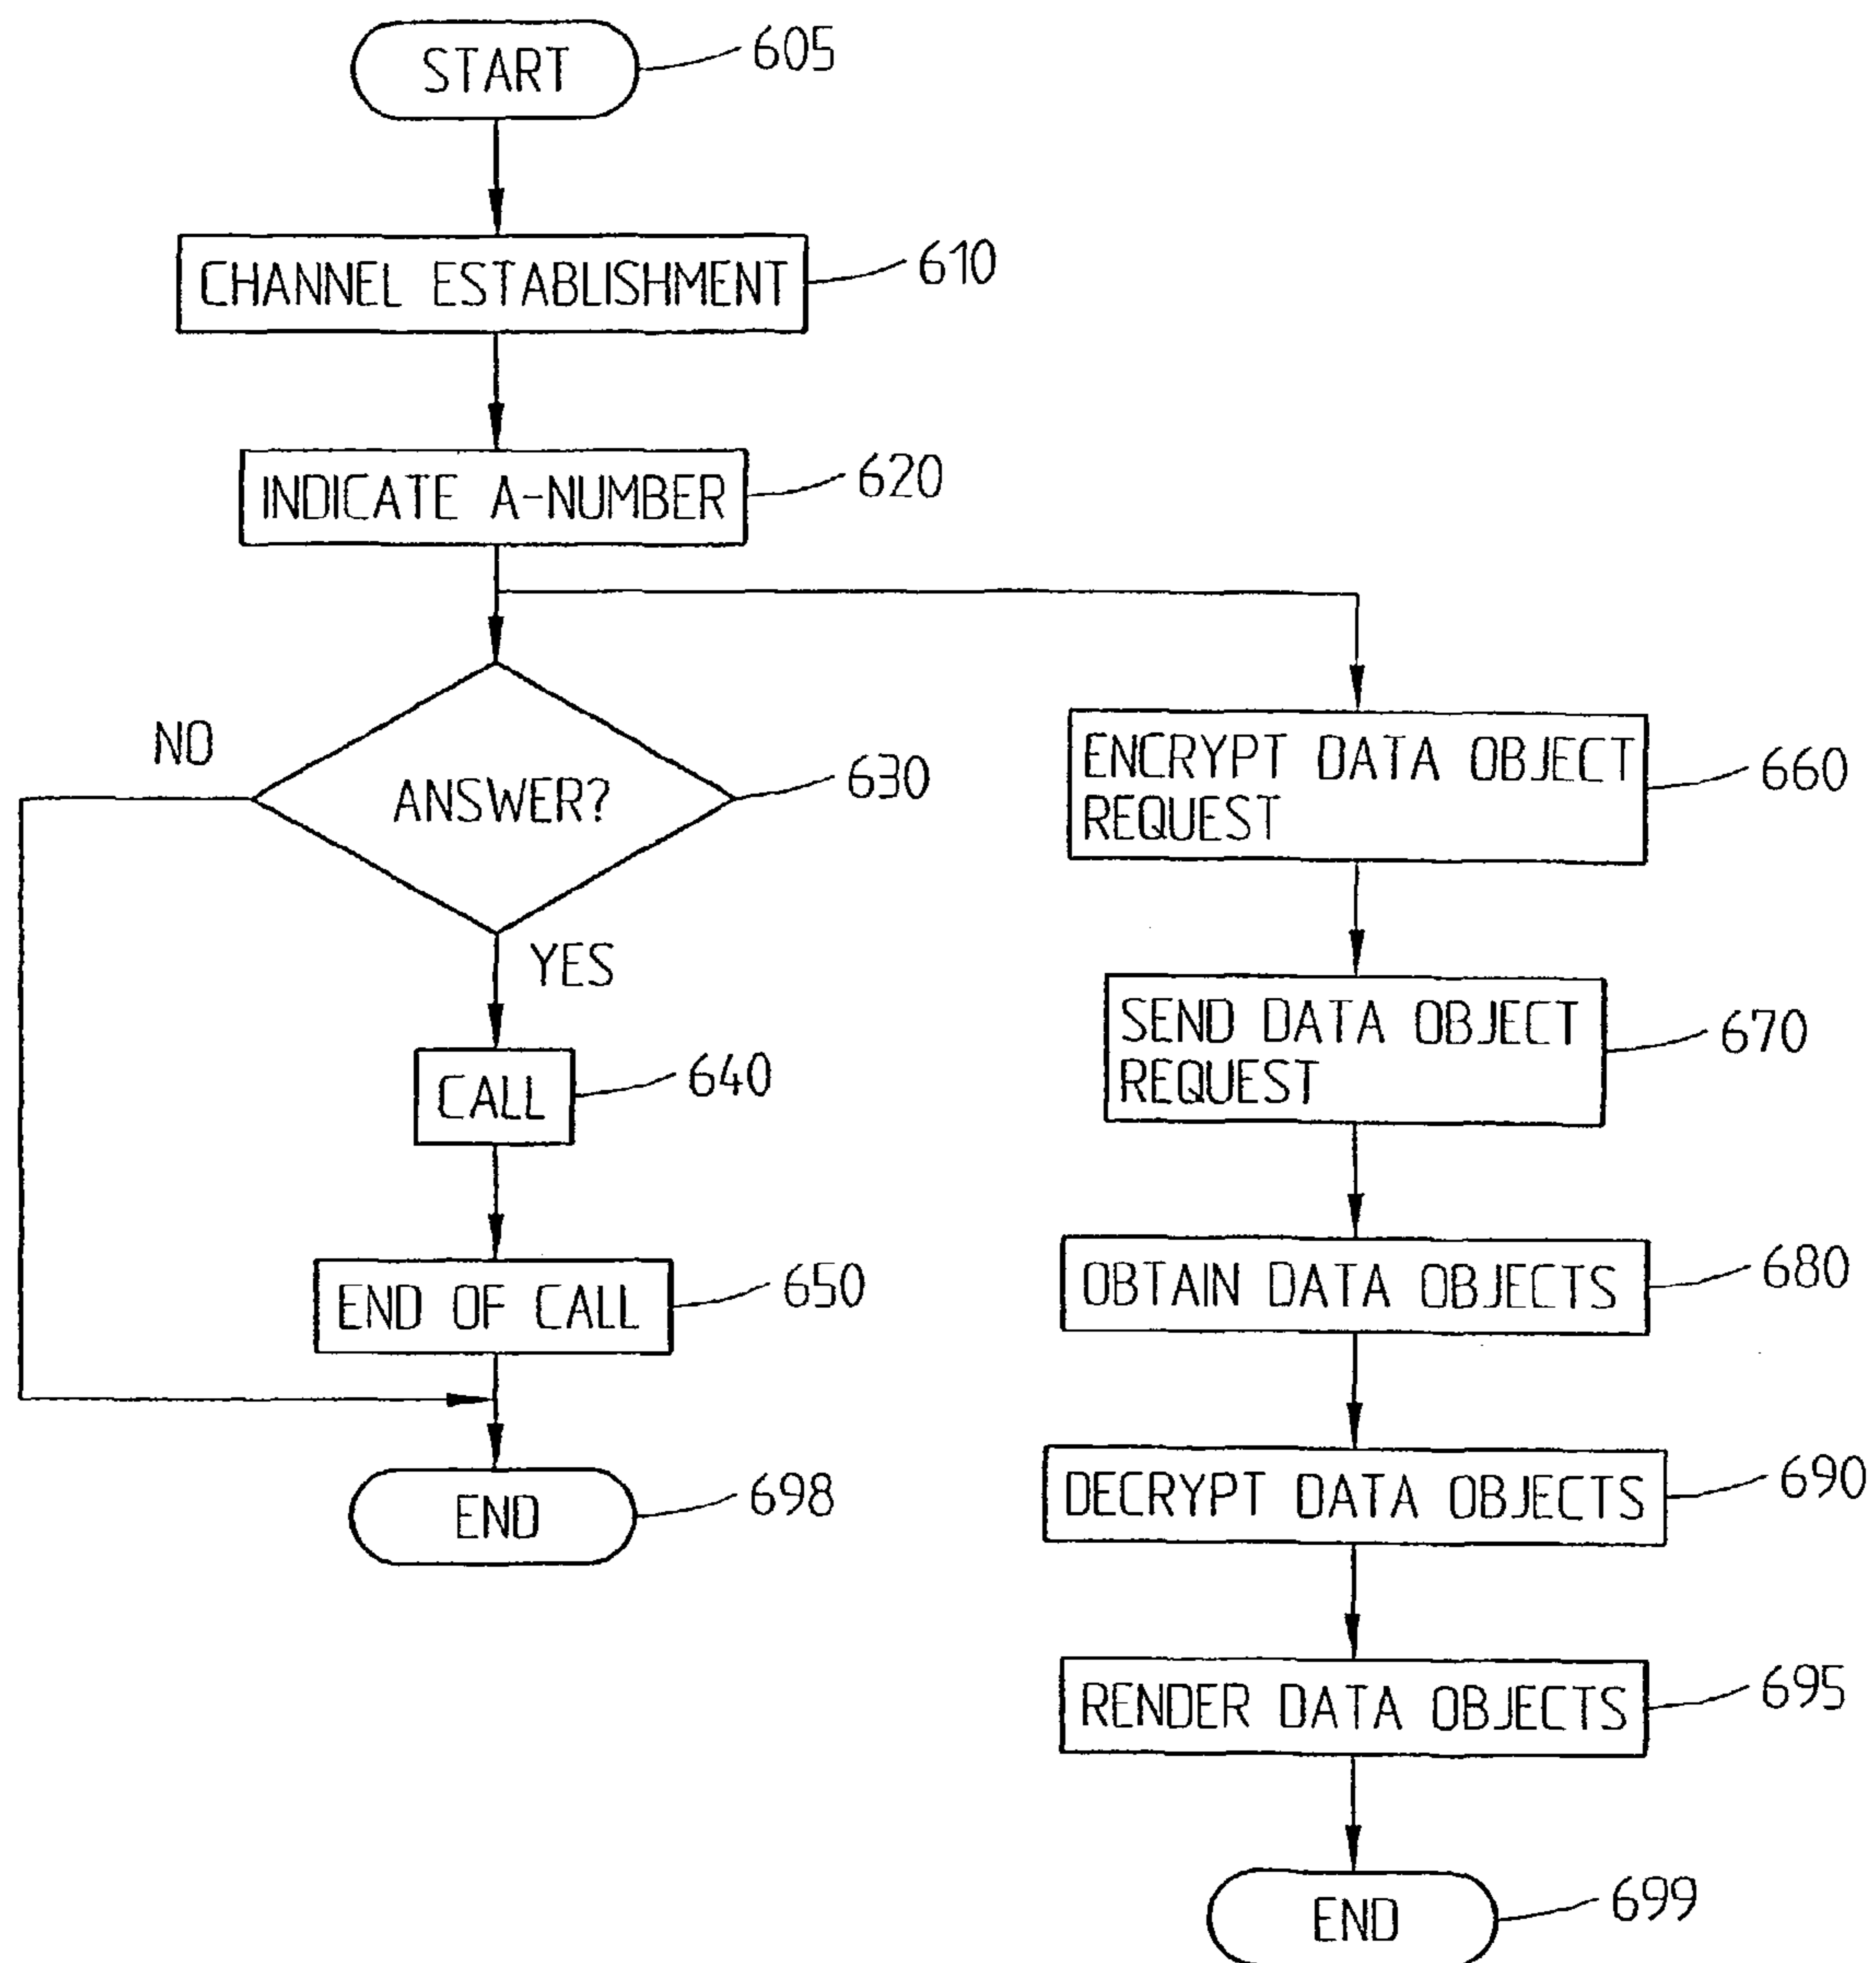 START
605
CHANNEL ESTABLISHMENT
610
INDICATE A-NUMBER
620
NO
ANSWER?
630
YES
CALL
640
END OF CALL
650
END
698
ENCRYPT DATA OBJECT
REQUEST
660
SEND DATA OBJECT
REQUEST
670
OBTAIN DATA OBJECTS
680
DECRYPT DATA OBJECTS
690
RENDER DATA OBJECTS
695
END
699